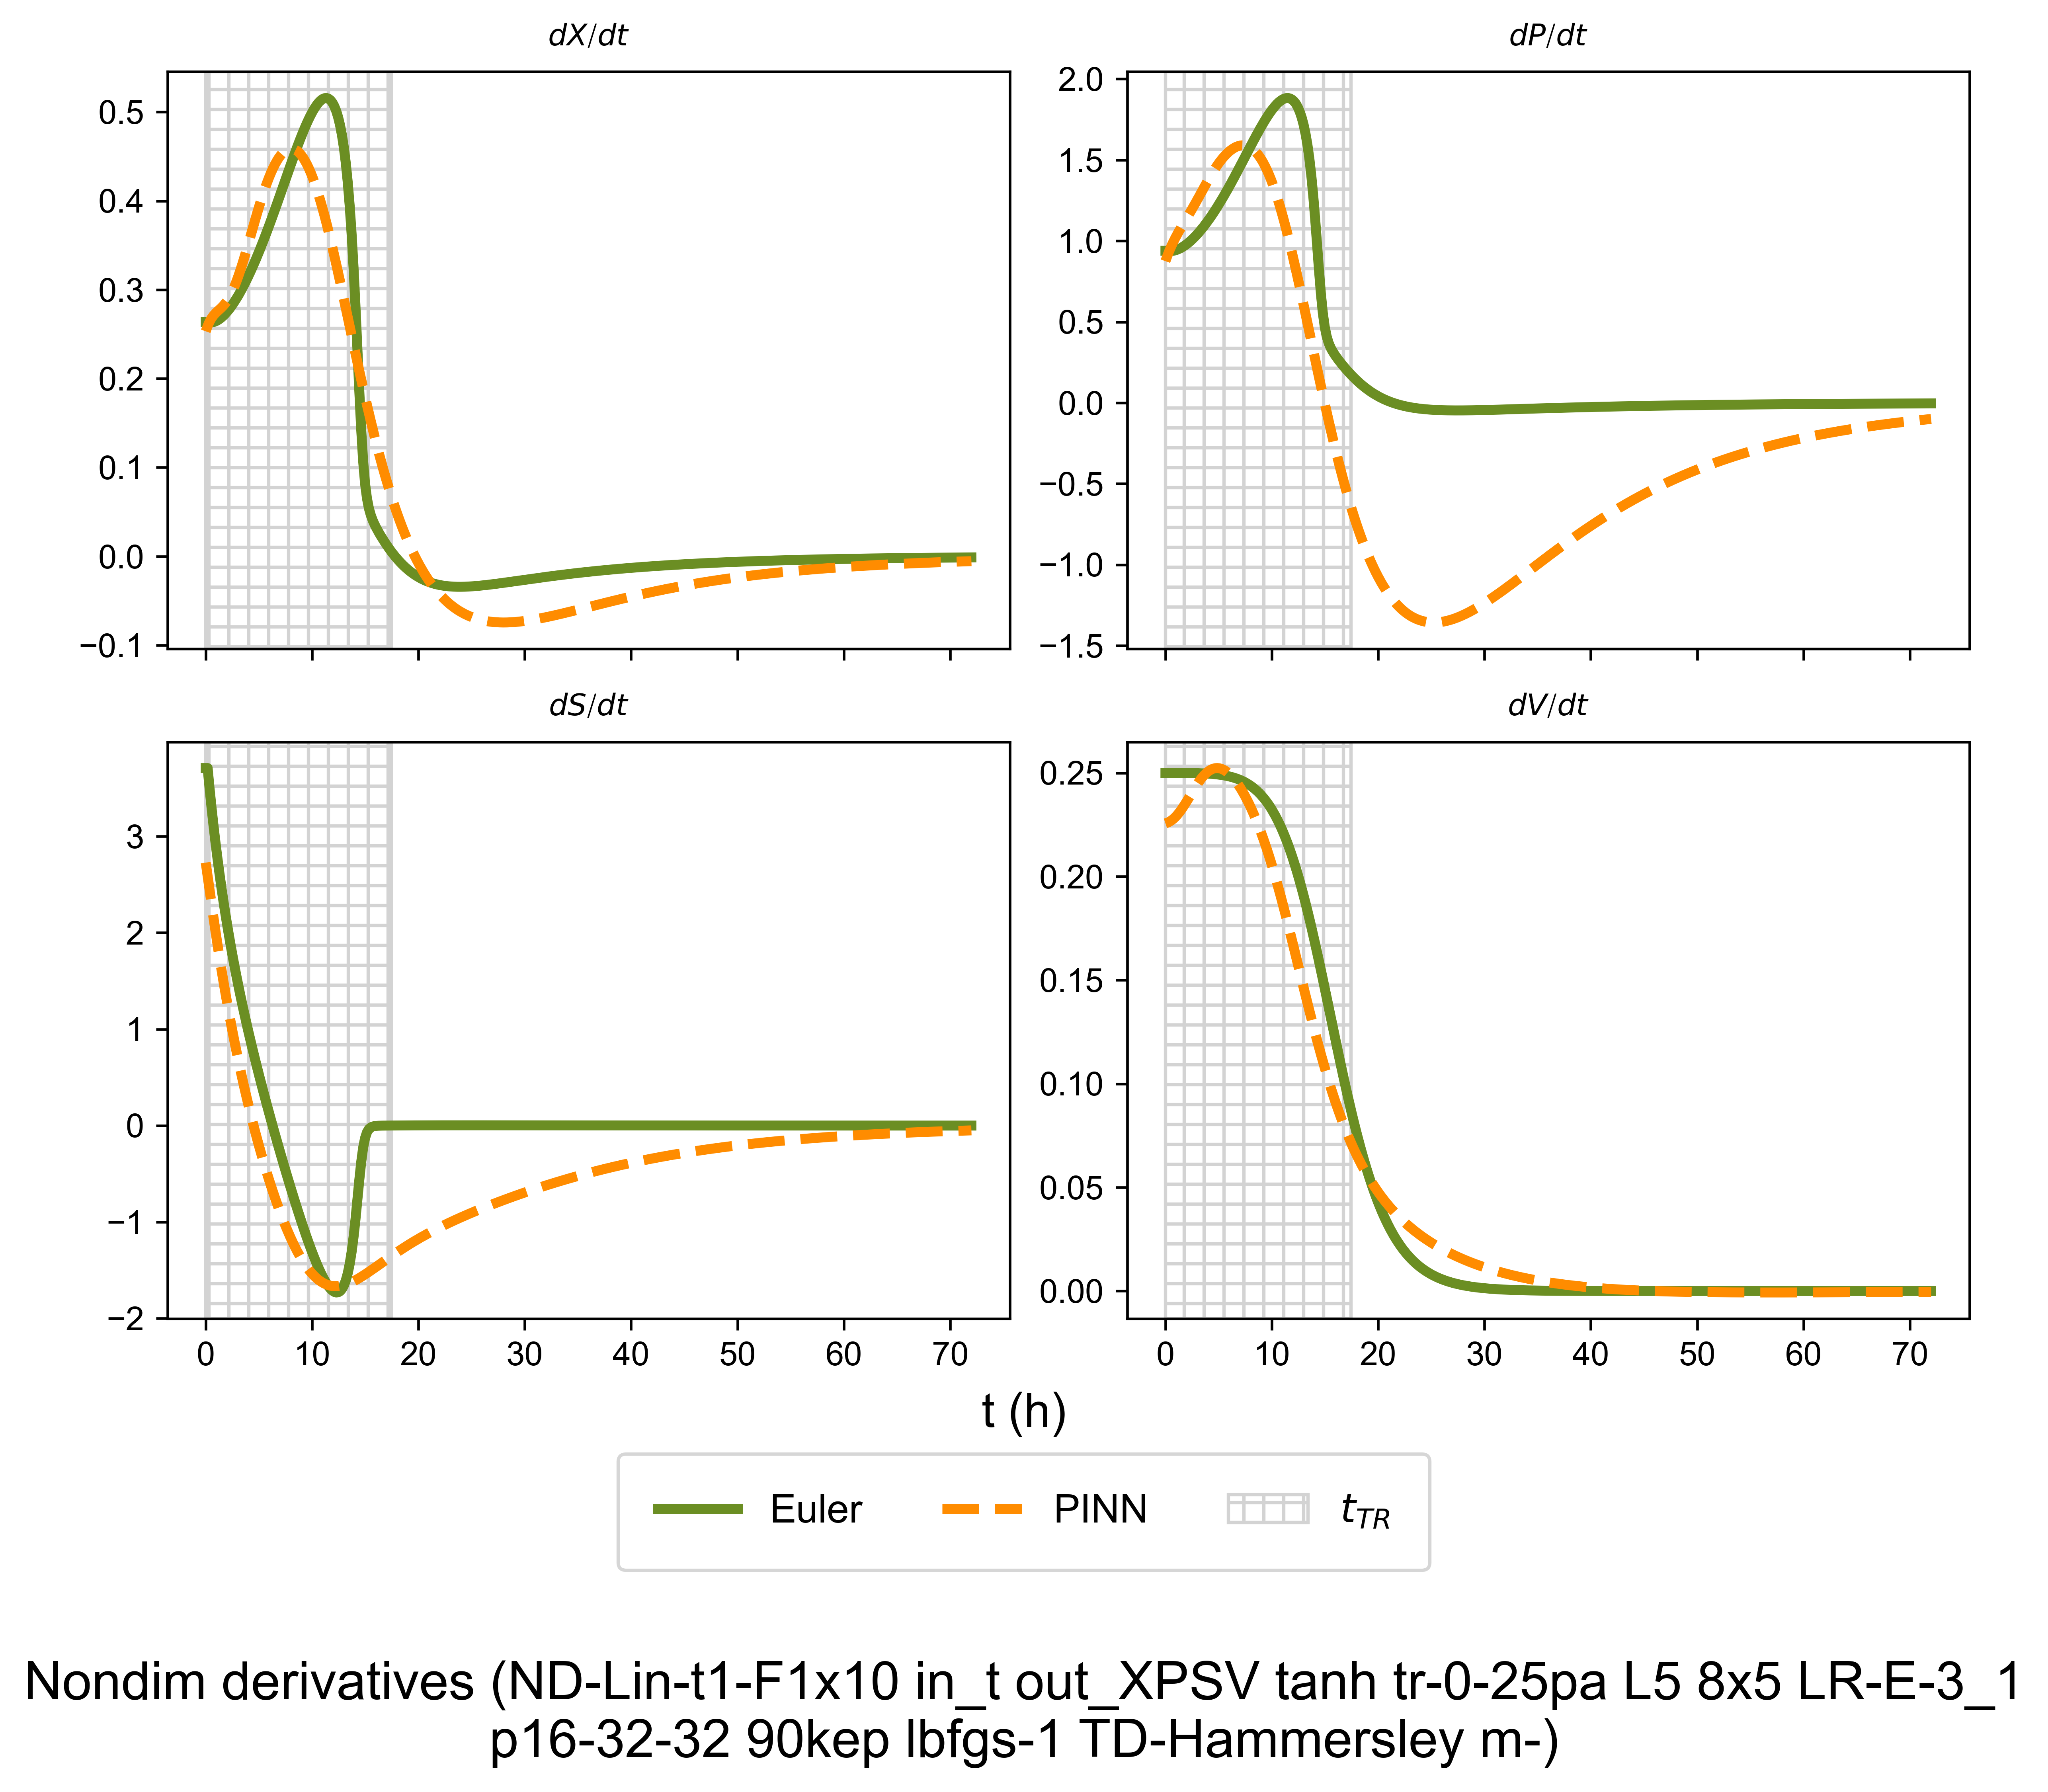 dX/dt
dP/dt
0.5
0.4
0.3
0.2
0.1
0.0
−0.1
2.0
1.5
1.0
0.5
0.0
−0.5
−1.0
−1.5
dS/dt
dV/dt
3
2
1
0
−1
−2
0 10 20 30 40 50 60 70
0.25
0.20
0.15
0.10
0.05
0.00
0 10 20 30 40 50 60 70
t (h)
Euler PINN t_TR
Nondim derivatives (ND-Lin-t1-F1x10 in_t out_XPSV tanh tr-0-25pa L5 8x5 LR-E-3_1
p16-32-32 90kep lbfgs-1 TD-Hammersley m-)